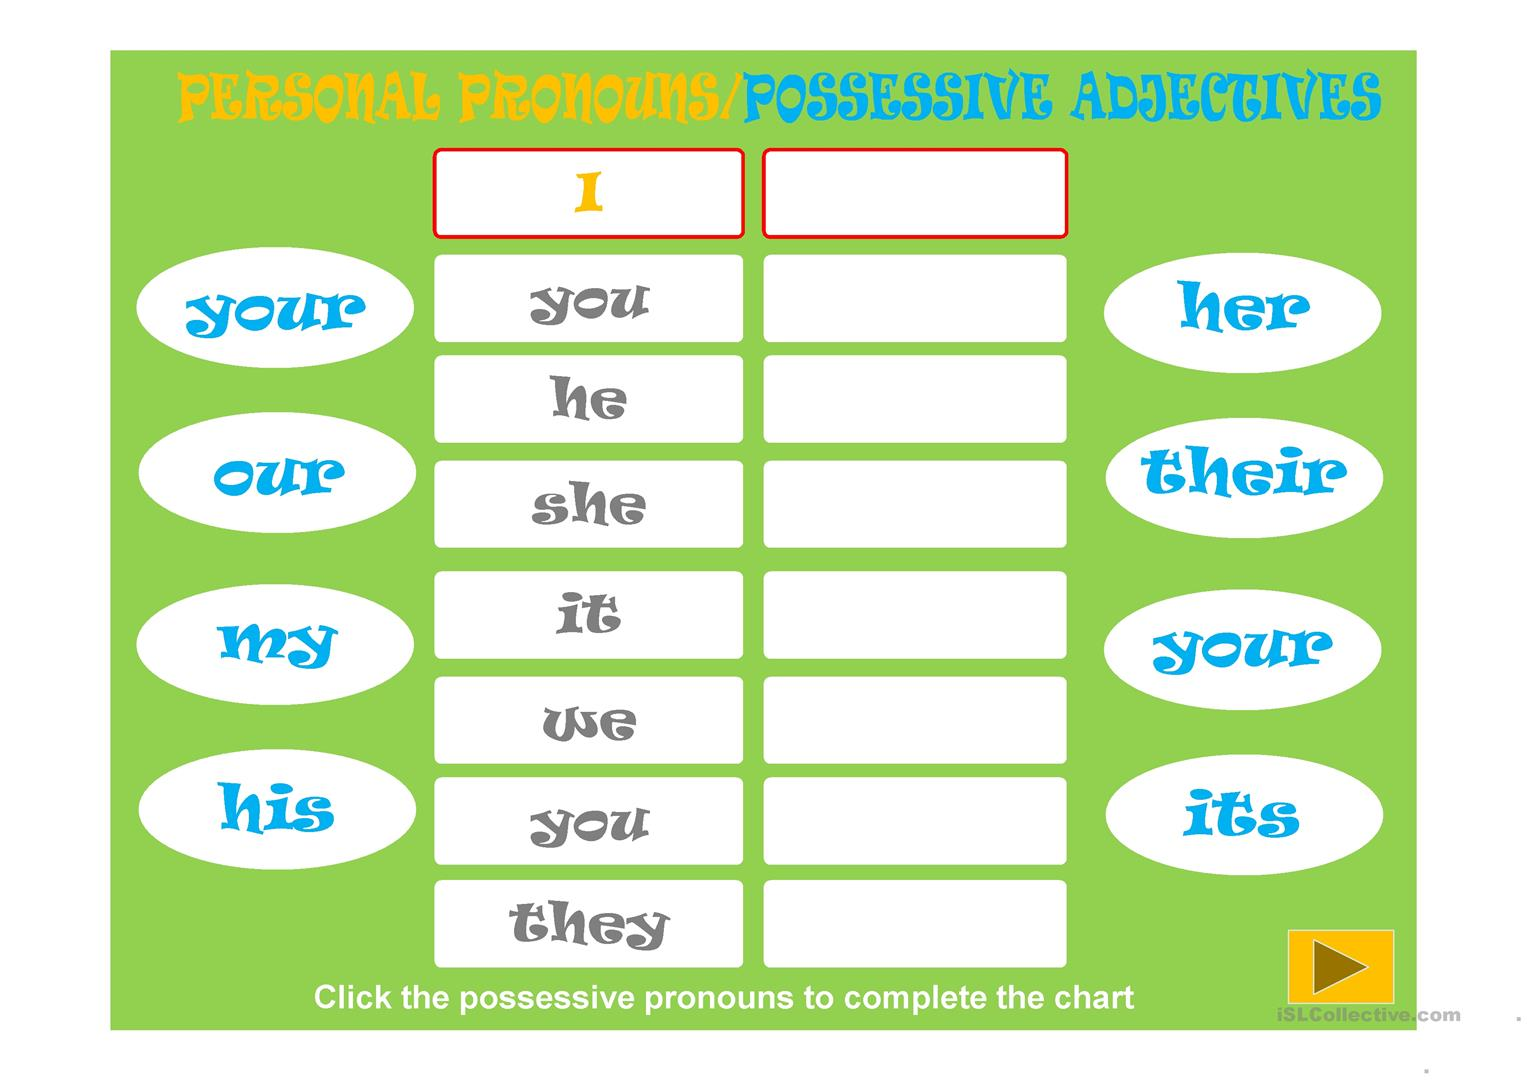 PERSONAL PRONOUNS/POSSESSIVE ADJECTIVES
I
you
he
she
it
we
you
they
your
our
my
his
her
their
your
its
Click the possessive pronouns to complete the chart
iSLCollective.com